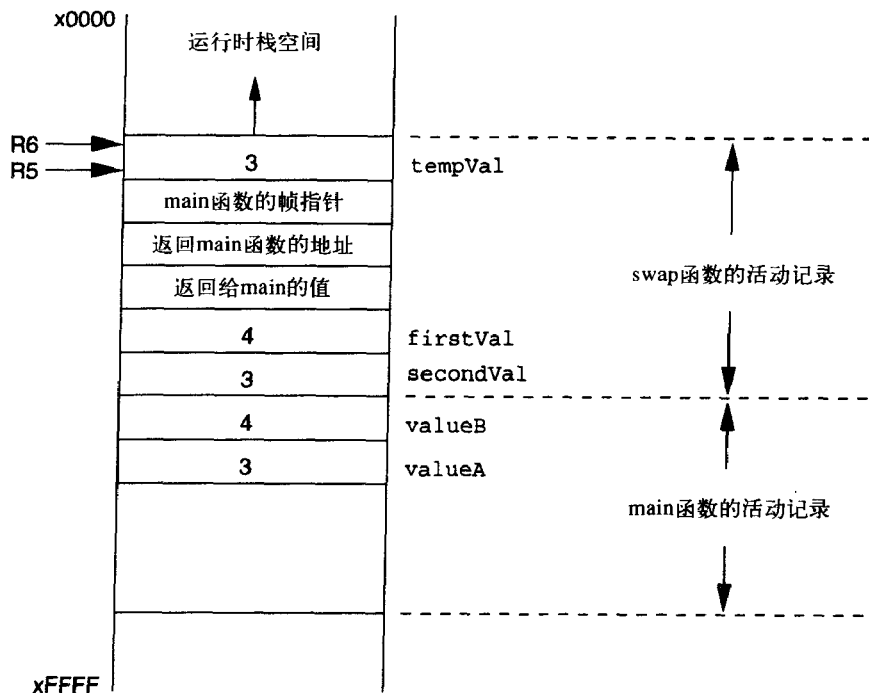 x0000
运行时栈空间
R6
R5
3
tempVal
main函数的帧指针
返回main函数的地址
返回给main的值
swap函数的活动记录
4
firstVal
3
secondVal
4
valueB
3
valueA
main函数的活动记录
xFFFF